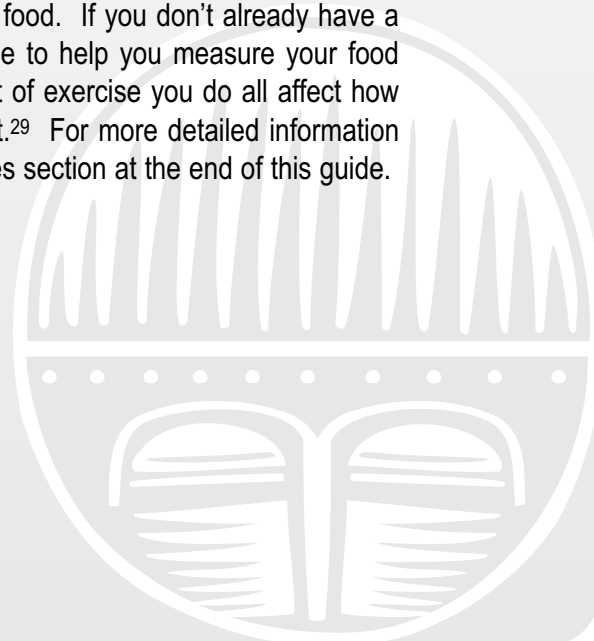 food. If you don’t already have a
e to help you measure your food
t of exercise you do all affect how
t.29 For more detailed information
es section at the end of this guide.